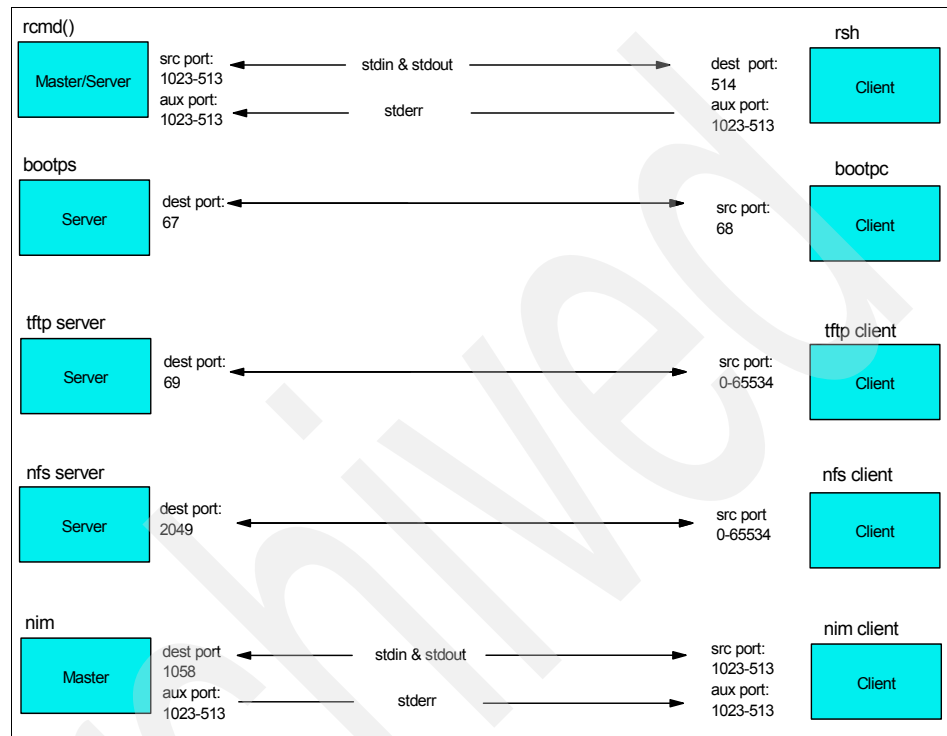 rcmd()
rsh
Master/Server
src port:
1023-513
aux port:
1023-513
stdin & stdout
stderr
dest port:
514
aux port:
1023-513
Client
bootps
bootpc
Server
dest port:
67
src port:
68
Client
tftp server
tftp client
Server
dest port:
69
src port:
0-65534
Client
nfs server
nfs client
Server
dest port:
2049
src port
0-65534
Client
nim
nim client
Master
dest port
1058
aux port:
1023-513
stdin & stdout
stderr
src port:
1023-513
aux port:
1023-513
Client